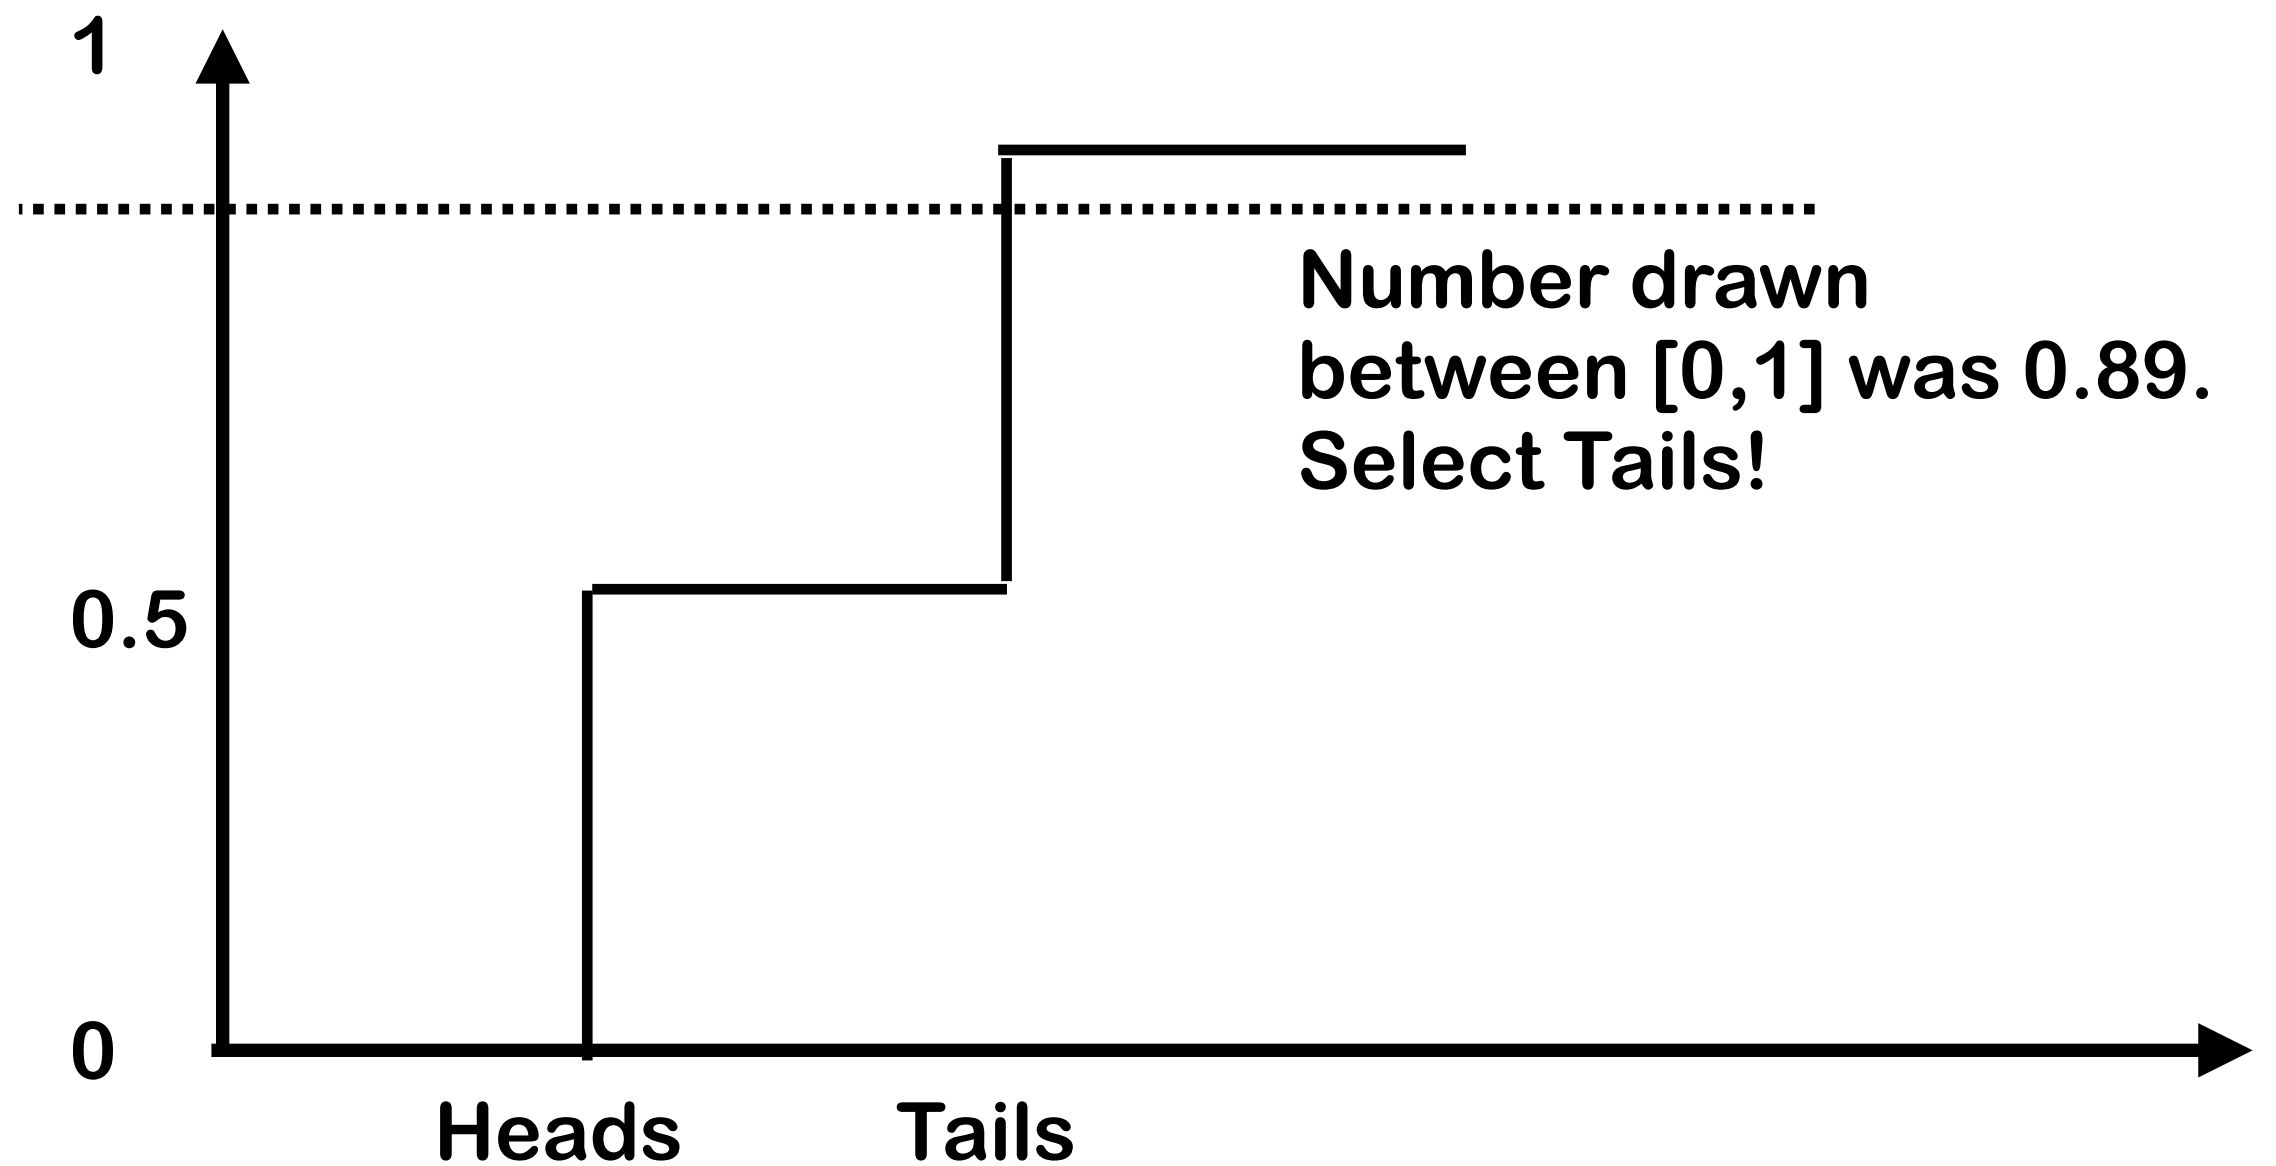 1
Number drawn
between [0,1] was 0.89.
Select Tails!
0.5
0
Heads Tails